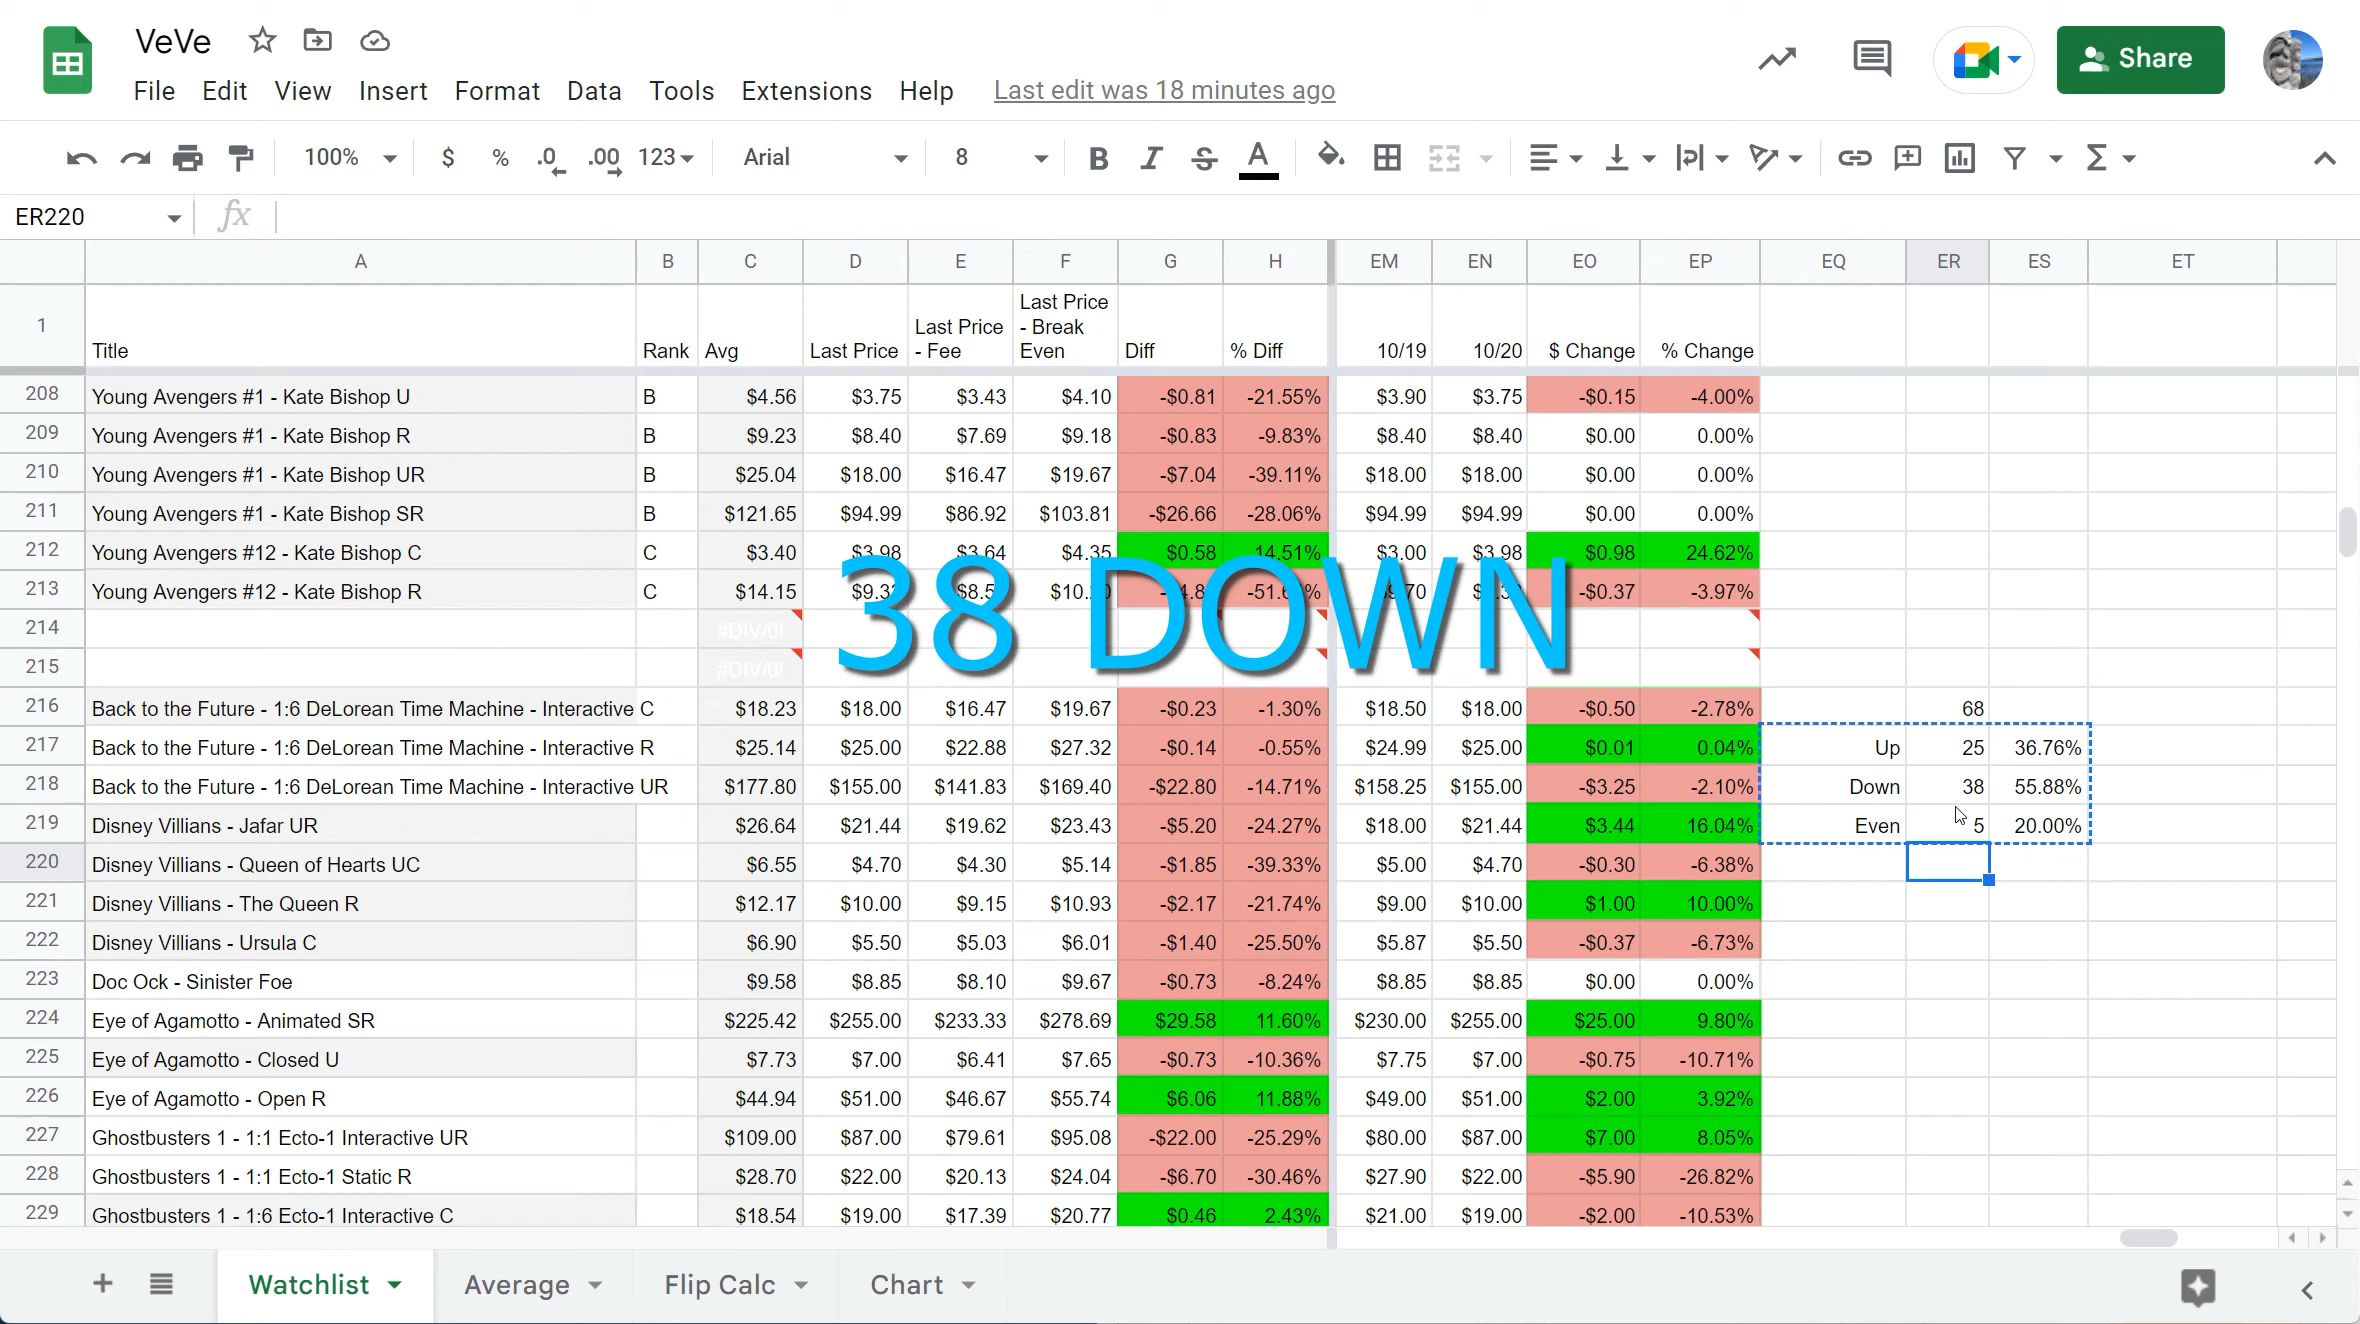 VeVe
File Edit View Insert Format Data Tools Extensions Help Last edit was 18 minutes ago
Share
100% $ % .0 .00 123 Arial 8 B I S A
ER220 fx
A B C D E F G H EM EN EO EP EQ ER ES ET
1 Title Rank Avg Last Price Last Price - Fee Last Price - Break Even Diff % Diff 10/19 10/20 $ Change % Change
208 Young Avengers #1 - Kate Bishop U B $4.56 $3.75 $3.43 $4.10 -$0.81 -21.55% $3.90 $3.75 -$0.15 -4.00%
209 Young Avengers #1 - Kate Bishop R B $9.23 $8.40 $7.69 $9.18 -$0.83 -9.83% $8.40 $8.40 $0.00 0.00%
210 Young Avengers #1 - Kate Bishop UR B $25.04 $18.00 $16.47 $19.67 -$7.04 -39.11% $18.00 $18.00 $0.00 0.00%
211 Young Avengers #1 - Kate Bishop SR B $121.65 $94.99 $86.92 $103.81 -$26.66 -28.06% $94.99 $94.99 $0.00 0.00%
212 Young Avengers #12 - Kate Bishop C C $3.40 $3.98 $3.64 $4.35 $0.58 14.51% $3.00 $3.98 $0.98 24.62%
213 Young Avengers #12 - Kate Bishop R C $14.15 -$0.37 -3.97%
38 DOWN
214 #DIV/0!
215 #DIV/0!
216 Back to the Future - 1:6 DeLorean Time Machine - Interactive C $18.23 $18.00 $16.47 $19.67 -$0.23 -1.30% $18.50 $18.00 -$0.50 -2.78% 68
217 Back to the Future - 1:6 DeLorean Time Machine - Interactive R $25.14 $25.00 $22.88 $27.32 -$0.14 -0.55% $24.99 $25.00 $0.01 0.04% Up 25 36.76%
218 Back to the Future - 1:6 DeLorean Time Machine - Interactive UR $177.80 $155.00 $141.83 $169.40 -$22.80 -14.71% $158.25 $155.00 -$3.25 -2.10% Down 38 55.88%
219 Disney Villians - Jafar UR $26.64 $21.44 $19.62 $23.43 -$5.20 -24.27% $18.00 $21.44 $3.44 16.04% Even 5 20.00%
220 Disney Villians - Queen of Hearts UC $6.55 $4.70 $4.30 $5.14 -$1.85 -39.33% $5.00 $4.70 -$0.30 -6.38%
221 Disney Villians - The Queen R $12.17 $10.00 $9.15 $10.93 -$2.17 -21.74% $9.00 $10.00 $1.00 10.00%
222 Disney Villians - Ursula C $6.90 $5.50 $5.03 $6.01 -$1.40 -25.50% $5.87 $5.50 -$0.37 -6.73%
223 Doc Ock - Sinister Foe $9.58 $8.85 $8.10 $9.67 -$0.73 -8.24% $8.85 $8.85 $0.00 0.00%
224 Eye of Agamotto - Animated SR $225.42 $255.00 $233.33 $278.69 $29.58 11.60% $230.00 $255.00 $25.00 9.80%
225 Eye of Agamotto - Closed U $7.73 $7.00 $6.41 $7.65 -$0.73 -10.36% $7.75 $7.00 -$0.75 -10.71%
226 Eye of Agamotto - Open R $44.94 $51.00 $46.67 $55.74 $6.06 11.88% $49.00 $51.00 $2.00 3.92%
227 Ghostbusters 1 - 1:1 Ecto-1 Interactive UR $109.00 $87.00 $79.61 $95.08 -$22.00 -25.29% $80.00 $87.00 $7.00 8.05%
228 Ghostbusters 1 - 1:1 Ecto-1 Static R $28.70 $22.00 $20.13 $24.04 -$6.70 -30.46% $27.90 $22.00 -$5.90 -26.82%
229 Ghostbusters 1 - 1:6 Ecto-1 Interactive C $18.54 $19.00 $17.39 $20.77 $0.46 2.43% $21.00 $19.00 -$2.00 -10.53%
Watchlist Average Flip Calc Chart